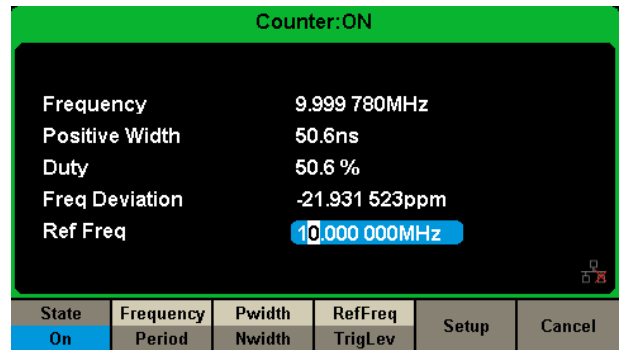 Counter:ON
Frequency 9.999 780MHz
Positive Width 50.6ns
Duty 50.6 %
Freq Deviation -21.931 523ppm
Ref Freq 10.000 000MHz
State Frequency Pwidth RefFreq Setup Cancel
On Period Nwidth TrigLev